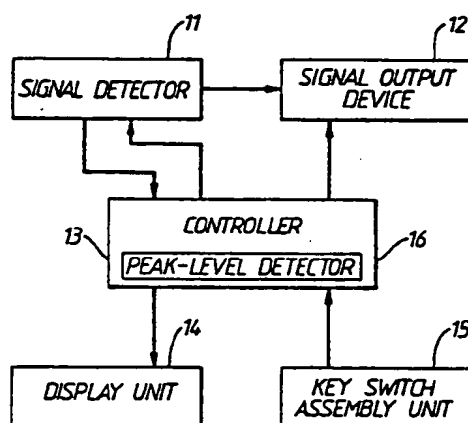 11
12
SIGNAL DETECTOR
SIGNAL OUTPUT
DEVICE
CONTROLLER
13
16
PEAK-LEVEL DETECTOR
14
15
DISPLAY UNIT
KEY SWITCH
ASSEMBLY UNIT